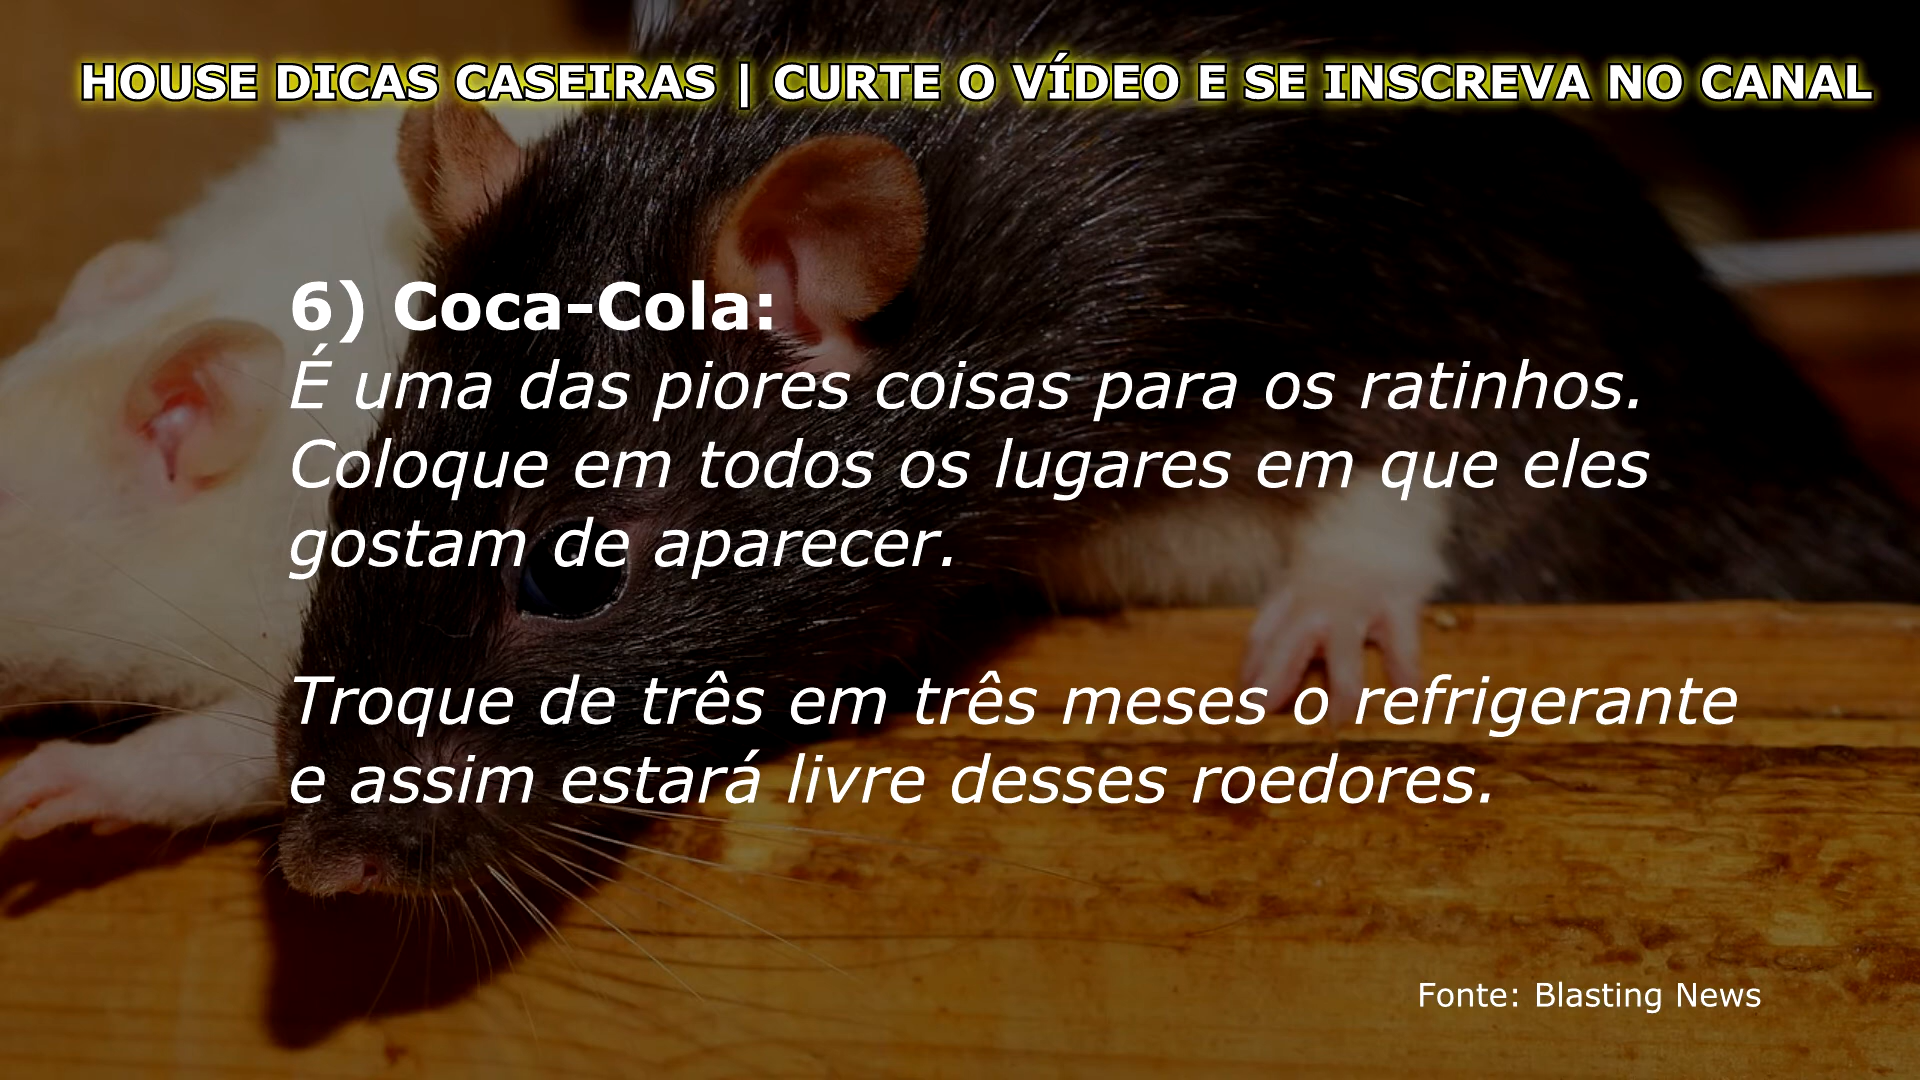 HOUSE DICAS CASEIRAS | CURTE O VÍDEO E SE INSCREVA NO CANAL
6) Coca-Cola:
É uma das piores coisas para os ratinhos.
Coloque em todos os lugares em que eles
gostam de aparecer.
Troque de três em três meses o refrigerante
e assim estará livre desses roedores.
Fonte: Blasting News